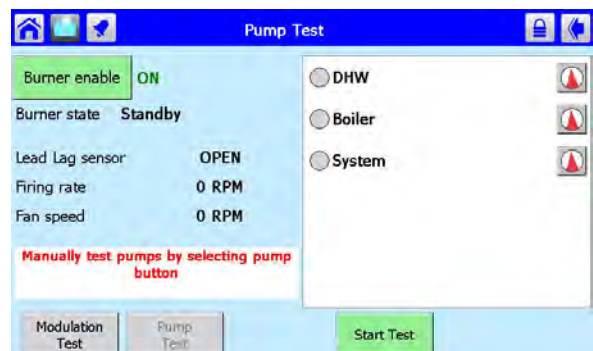 Pump Test
Burner enable ON
Burner state Standby
Lead Lag sensor OPEN
Firing rate 0 RPM
Fan speed 0 RPM
Manually test pumps by selecting pump
button
DHW
Boiler
System
Modulation
Test
Pump
Test
Start Test